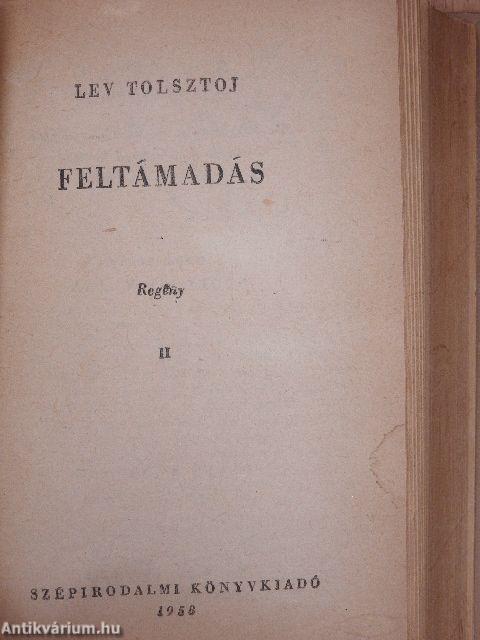 LEV TOLSZTOJ
FELTÁMADÁS
Regény
II
SZÉPIRODALMI KÖNYVKIADÓ
1958
Antikvárium.hu